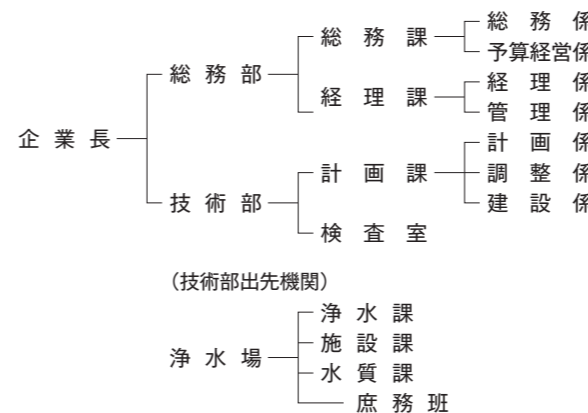 総務係
総務課
予算経営係
総務部
経理係
経理課
管理係
企業長
計画係
計画課
調整係
技術部
建設係
検査室
（技術部出先機関）
浄水課
施設課
浄水場
水質課
庶務班